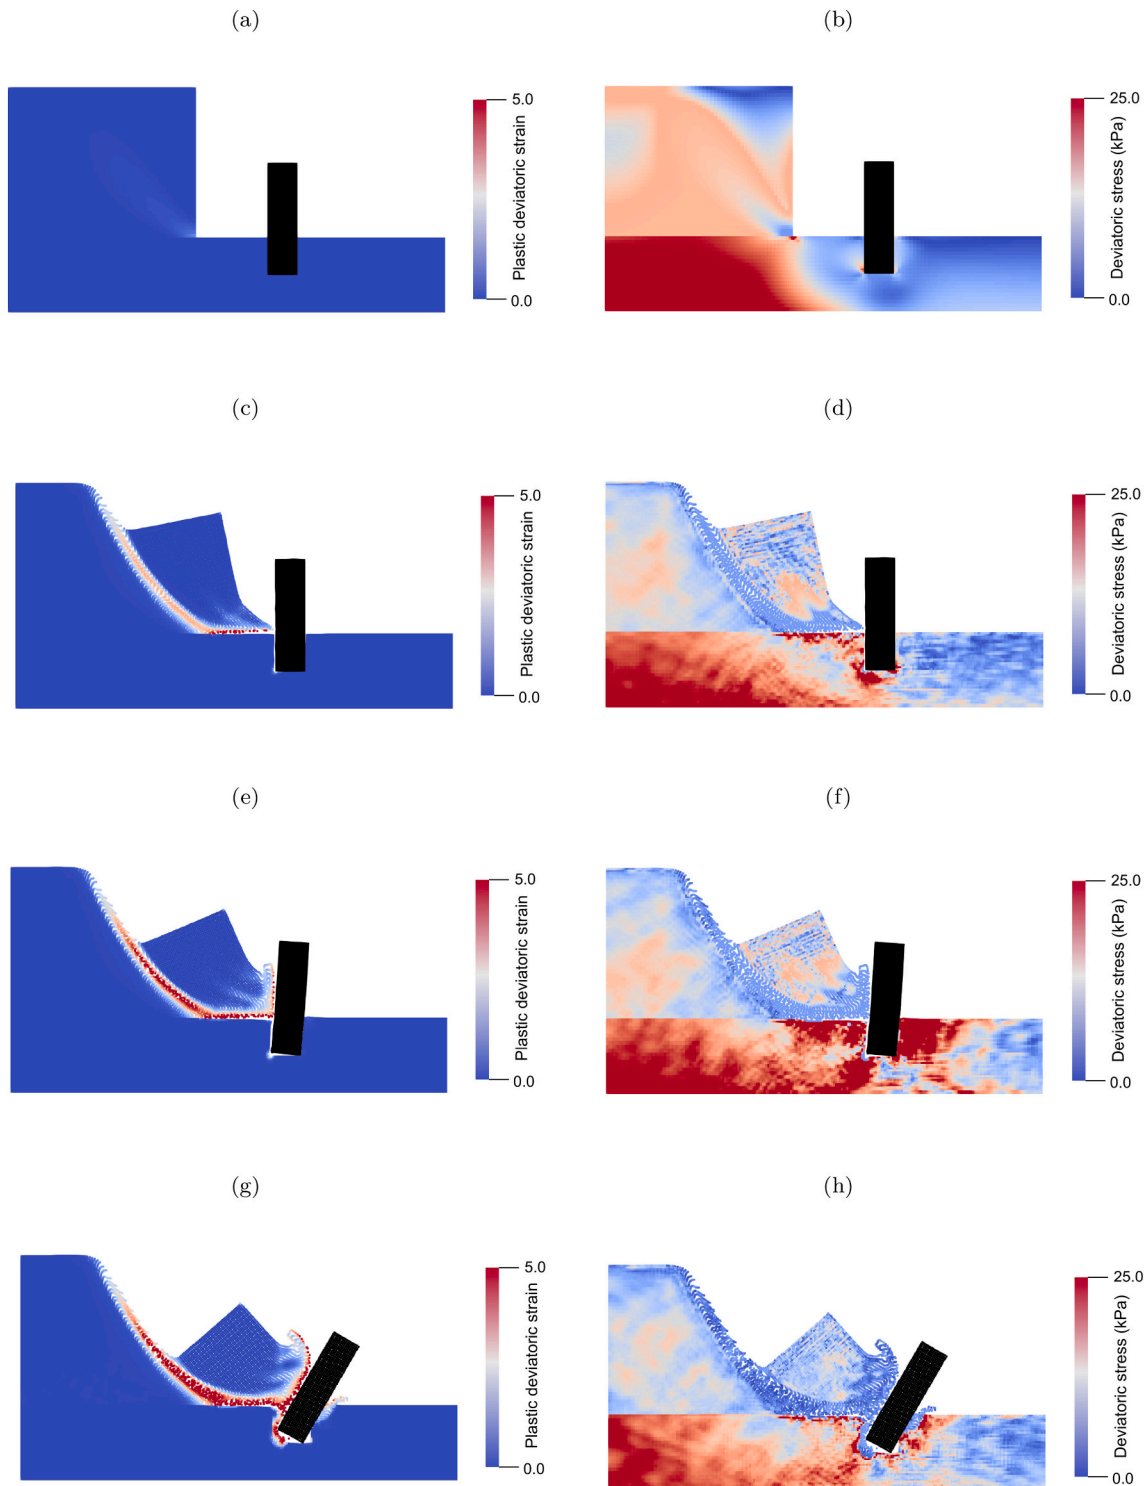 (a)
(b)
5.0
Plastic deviatoric strain
0.0
25.0
Deviatoric stress (kPa)
0.0
(c)
(d)
5.0
Plastic deviatoric strain
0.0
25.0
Deviatoric stress (kPa)
0.0
(e)
(f)
5.0
Plastic deviatoric strain
0.0
25.0
Deviatoric stress (kPa)
0.0
(g)
(h)
5.0
Plastic deviatoric strain
0.0
25.0
Deviatoric stress (kPa)
0.0